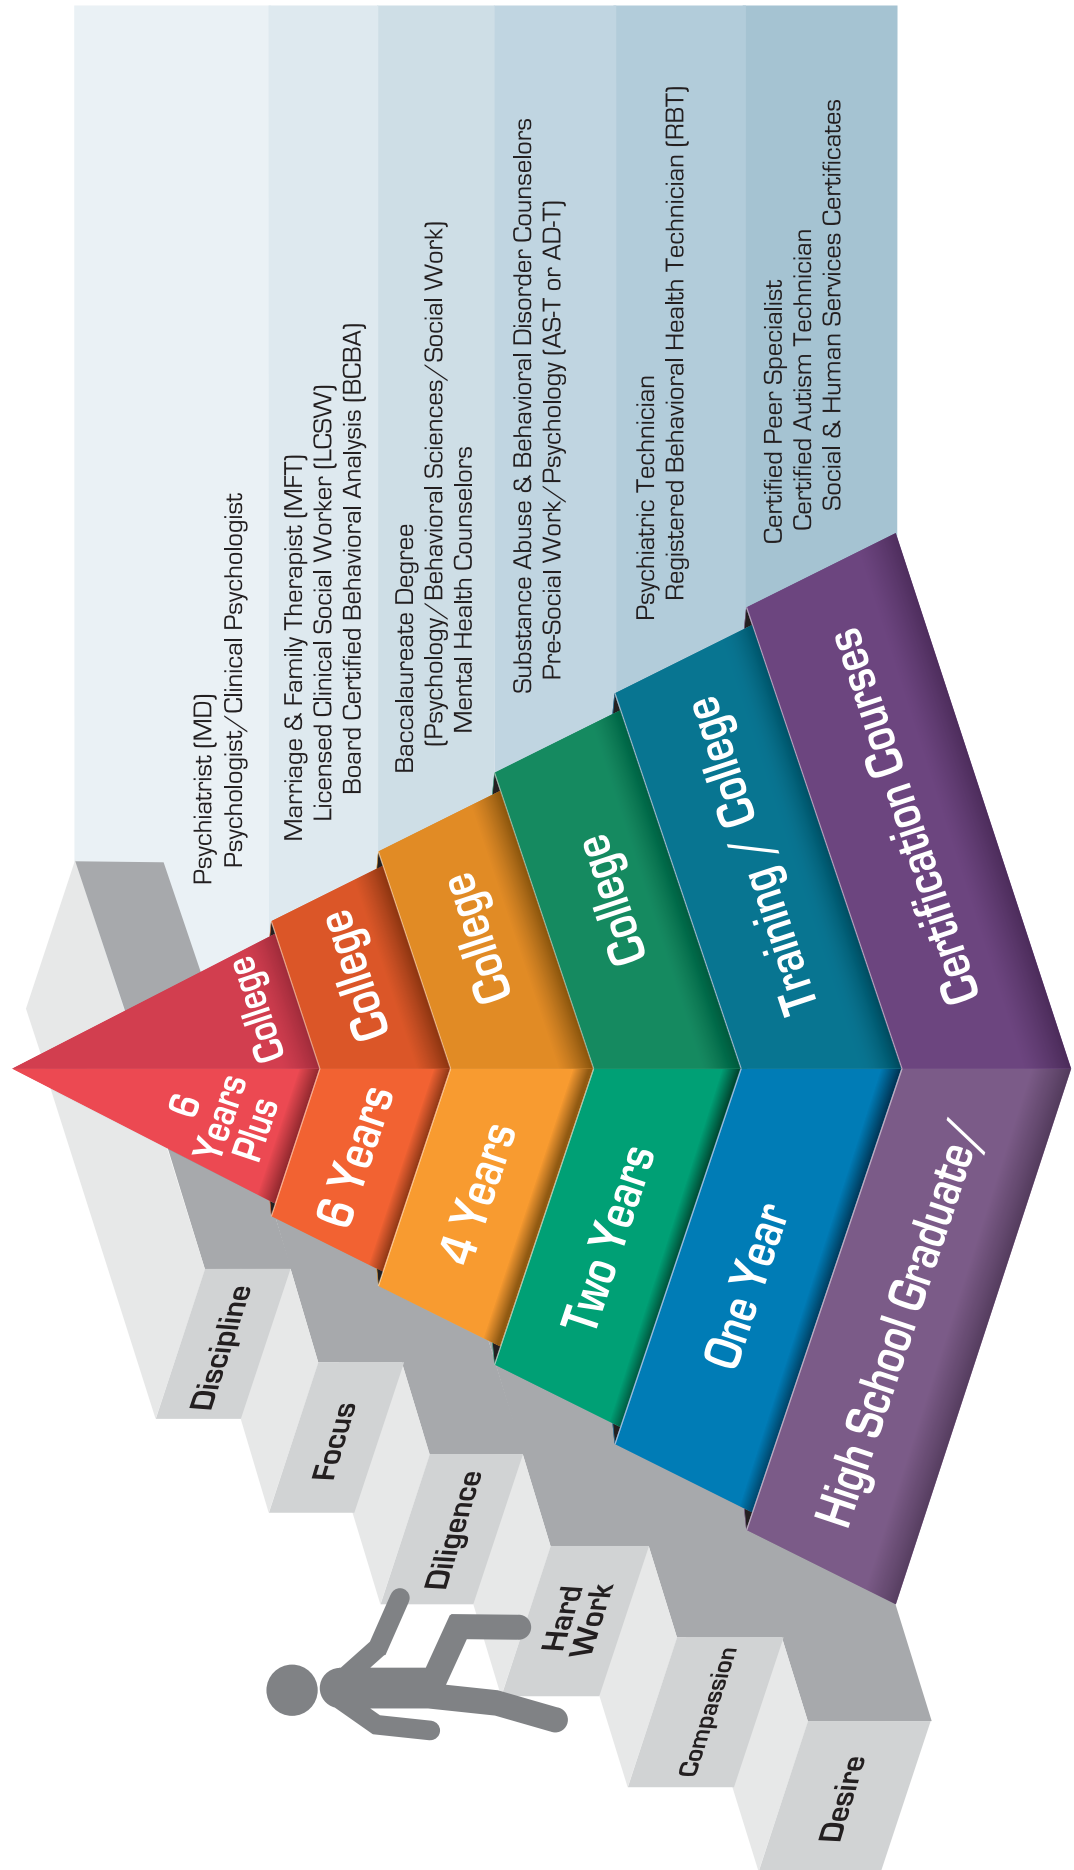 Discipline
Focus
Diligence
Hard
Work
Compassion
Desire
6
Years
Plus
College
6 Years
College
4 Years
College
Two Years
College
One Year
Training / College
High School Graduate/
Certification Courses
Psychiatrist (MD)
Psychologist/Clinical Psychologist
Marriage & Family Therapist (MFT)
Licensed Clinical Social Worker (LCSW)
Board Certified Behavioral Analysis (BCBA)
Baccalaureate Degree
(Psychology/Behavioral Sciences/Social Work)
Mental Health Counselors
Substance Abuse & Behavioral Disorder Counselors
Pre-Social Work/Psychology (AS-T or AD-T)
Psychiatric Technician
Registered Behavioral Health Technician (RBT)
Certified Peer Specialist
Certified Autism Technician
Social & Human Services Certificates